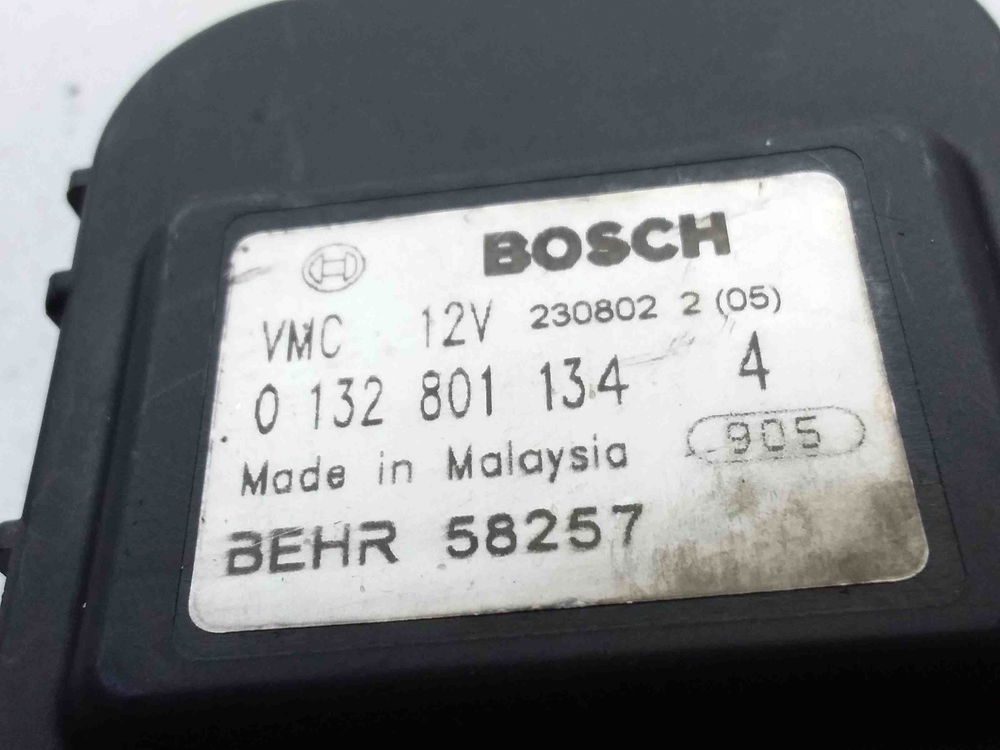 BOSCH
VMC 12V 230802 2 (05)
0 132 801 134 4
Made in Malaysia 905
BEHR 58257